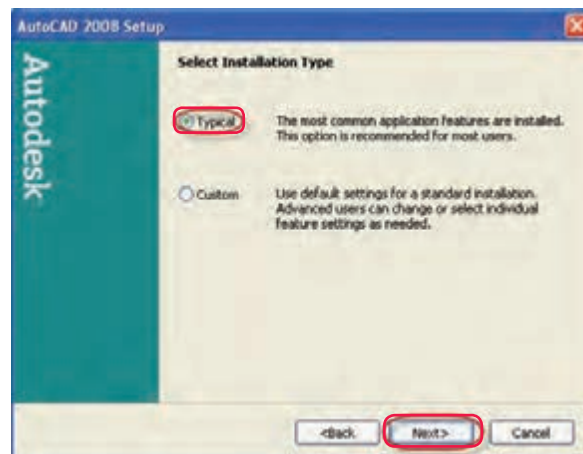 AutoCAD 2008 Setup
Autodesk
Select Installation Type
Typical
The most common application features are installed.
This option is recommended for most users.
Custom
Use default settings for a standard installation.
Advanced users can change or select individual
feature settings as needed.
<Back
Next>
Cancel